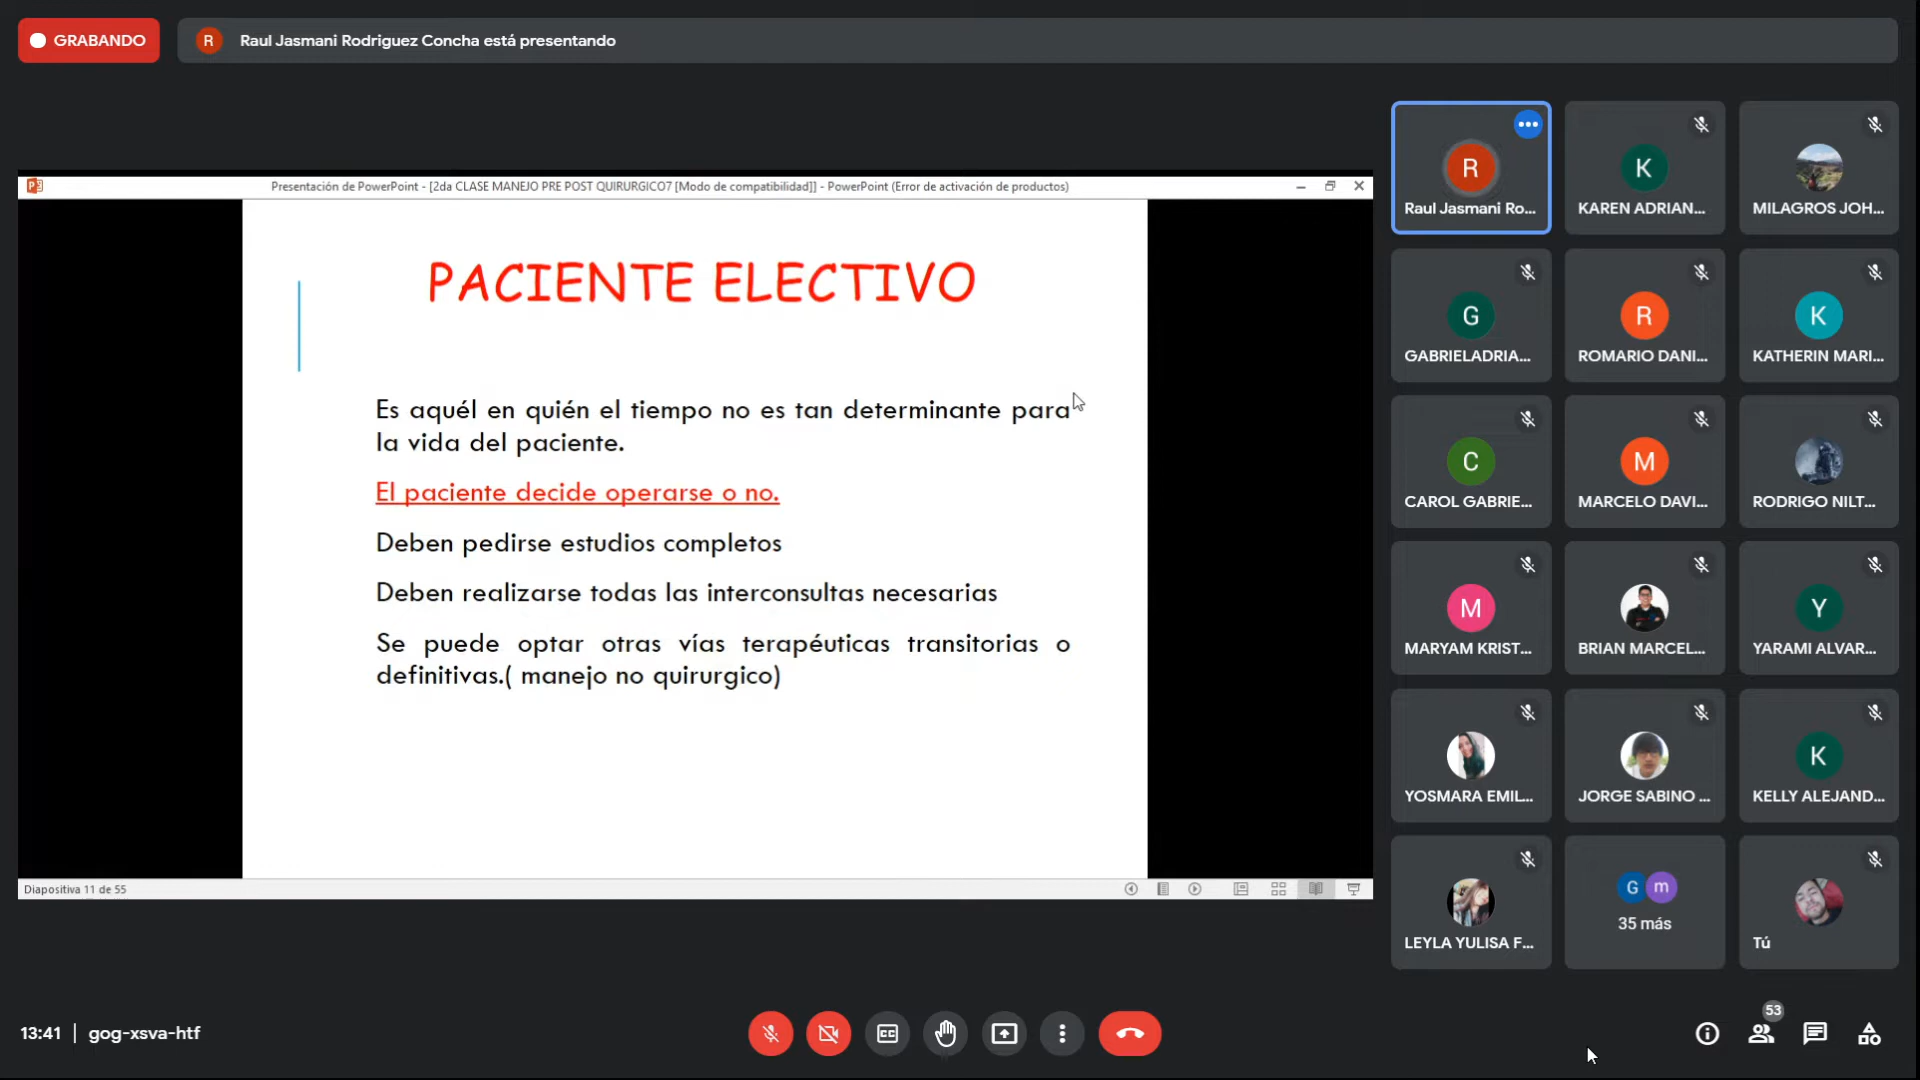 GRABANDO
R
Raul Jasmani Rodriguez Concha está presentando
Presentación de PowerPoint - [2da CLASE MANEJO PRE POST QUIRURGICO7 [Modo de compatibilidad]] - PowerPoint (Error de activación de productos)
PACIENTE ELECTIVO
Es aquél en quién el tiempo no es tan determinante para
la vida del paciente.
El paciente decide operarse o no.
Deben pedirse estudios completos
Deben realizarse todas las interconsultas necesarias
Se puede optar otras vías terapéuticas transitorias o
definitivas.( manejo no quirurgico)
Diapositiva 11 de 55
R
Raul Jasmani Ro...
K
KAREN ADRIAN...
MILAGROS JOH...
G
GABRIELADRIA...
R
ROMARIO DANI...
K
KATHERIN MARI...
C
CAROL GABRIE...
M
MARCELO DAVI...
RODRIGO NILT...
M
MARYAM KRIST...
BRIAN MARCEL...
Y
YARAMI ALVAR...
YOSMARA EMIL...
JORGE SABINO ...
K
KELLY ALEJAND...
LEYLA YULISA F...
G m
35 más
Tú
13:41 | gog-xsva-htf
CC
53